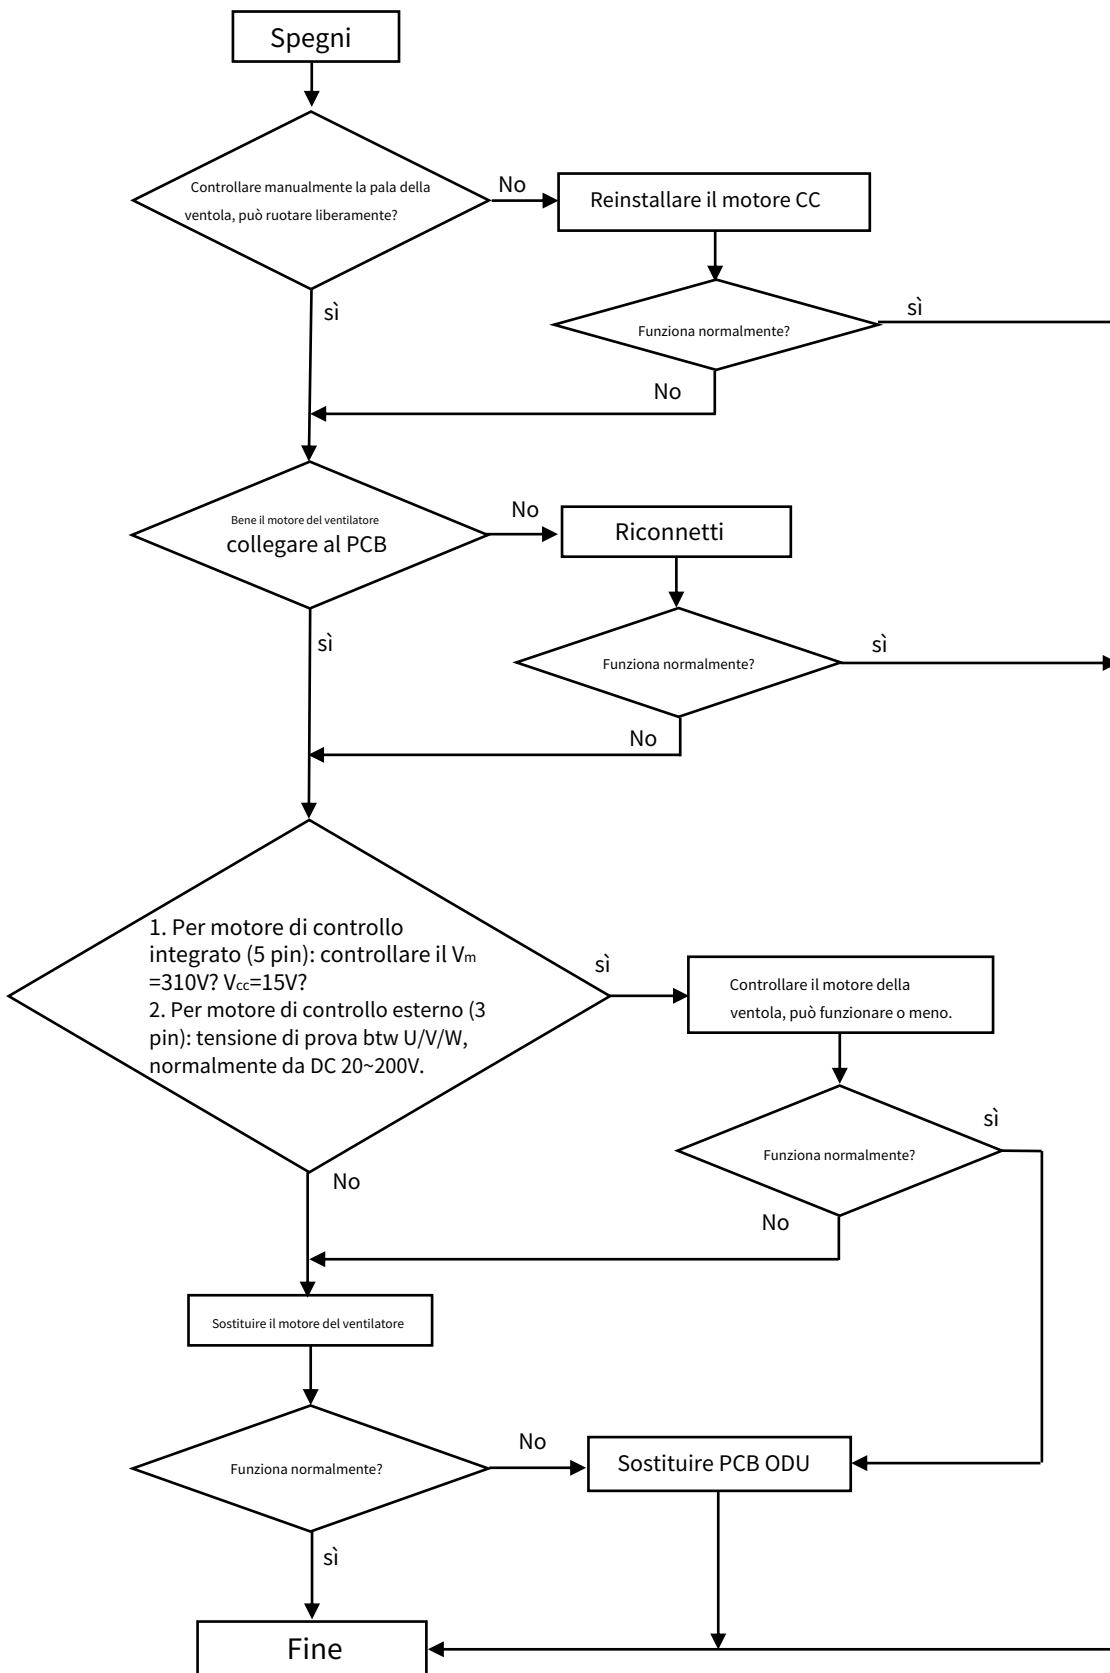 Spegni
Controllare manualmente la pala della
ventola, può ruotare liberamente?
No
Reinstallare il motore CC
sì
Funziona normalmente?
sì
No
Bene il motore del ventilatore
collegare al PCB
No
Riconnetti
sì
Funziona normalmente?
sì
No
1. Per motore di controllo
integrato (5 pin): controllare il Vm
=310V? Vcc=15V?
2. Per motore di controllo esterno (3
pin): tensione di prova btw U/V/W,
normalmente da DC 20~200V.
sì
Controllare il motore della
ventola, può funzionare o meno.
Funziona normalmente?
sì
No
No
Sostituire il motore del ventilatore
Funziona normalmente?
No
Sostituire PCB ODU
sì
Fine